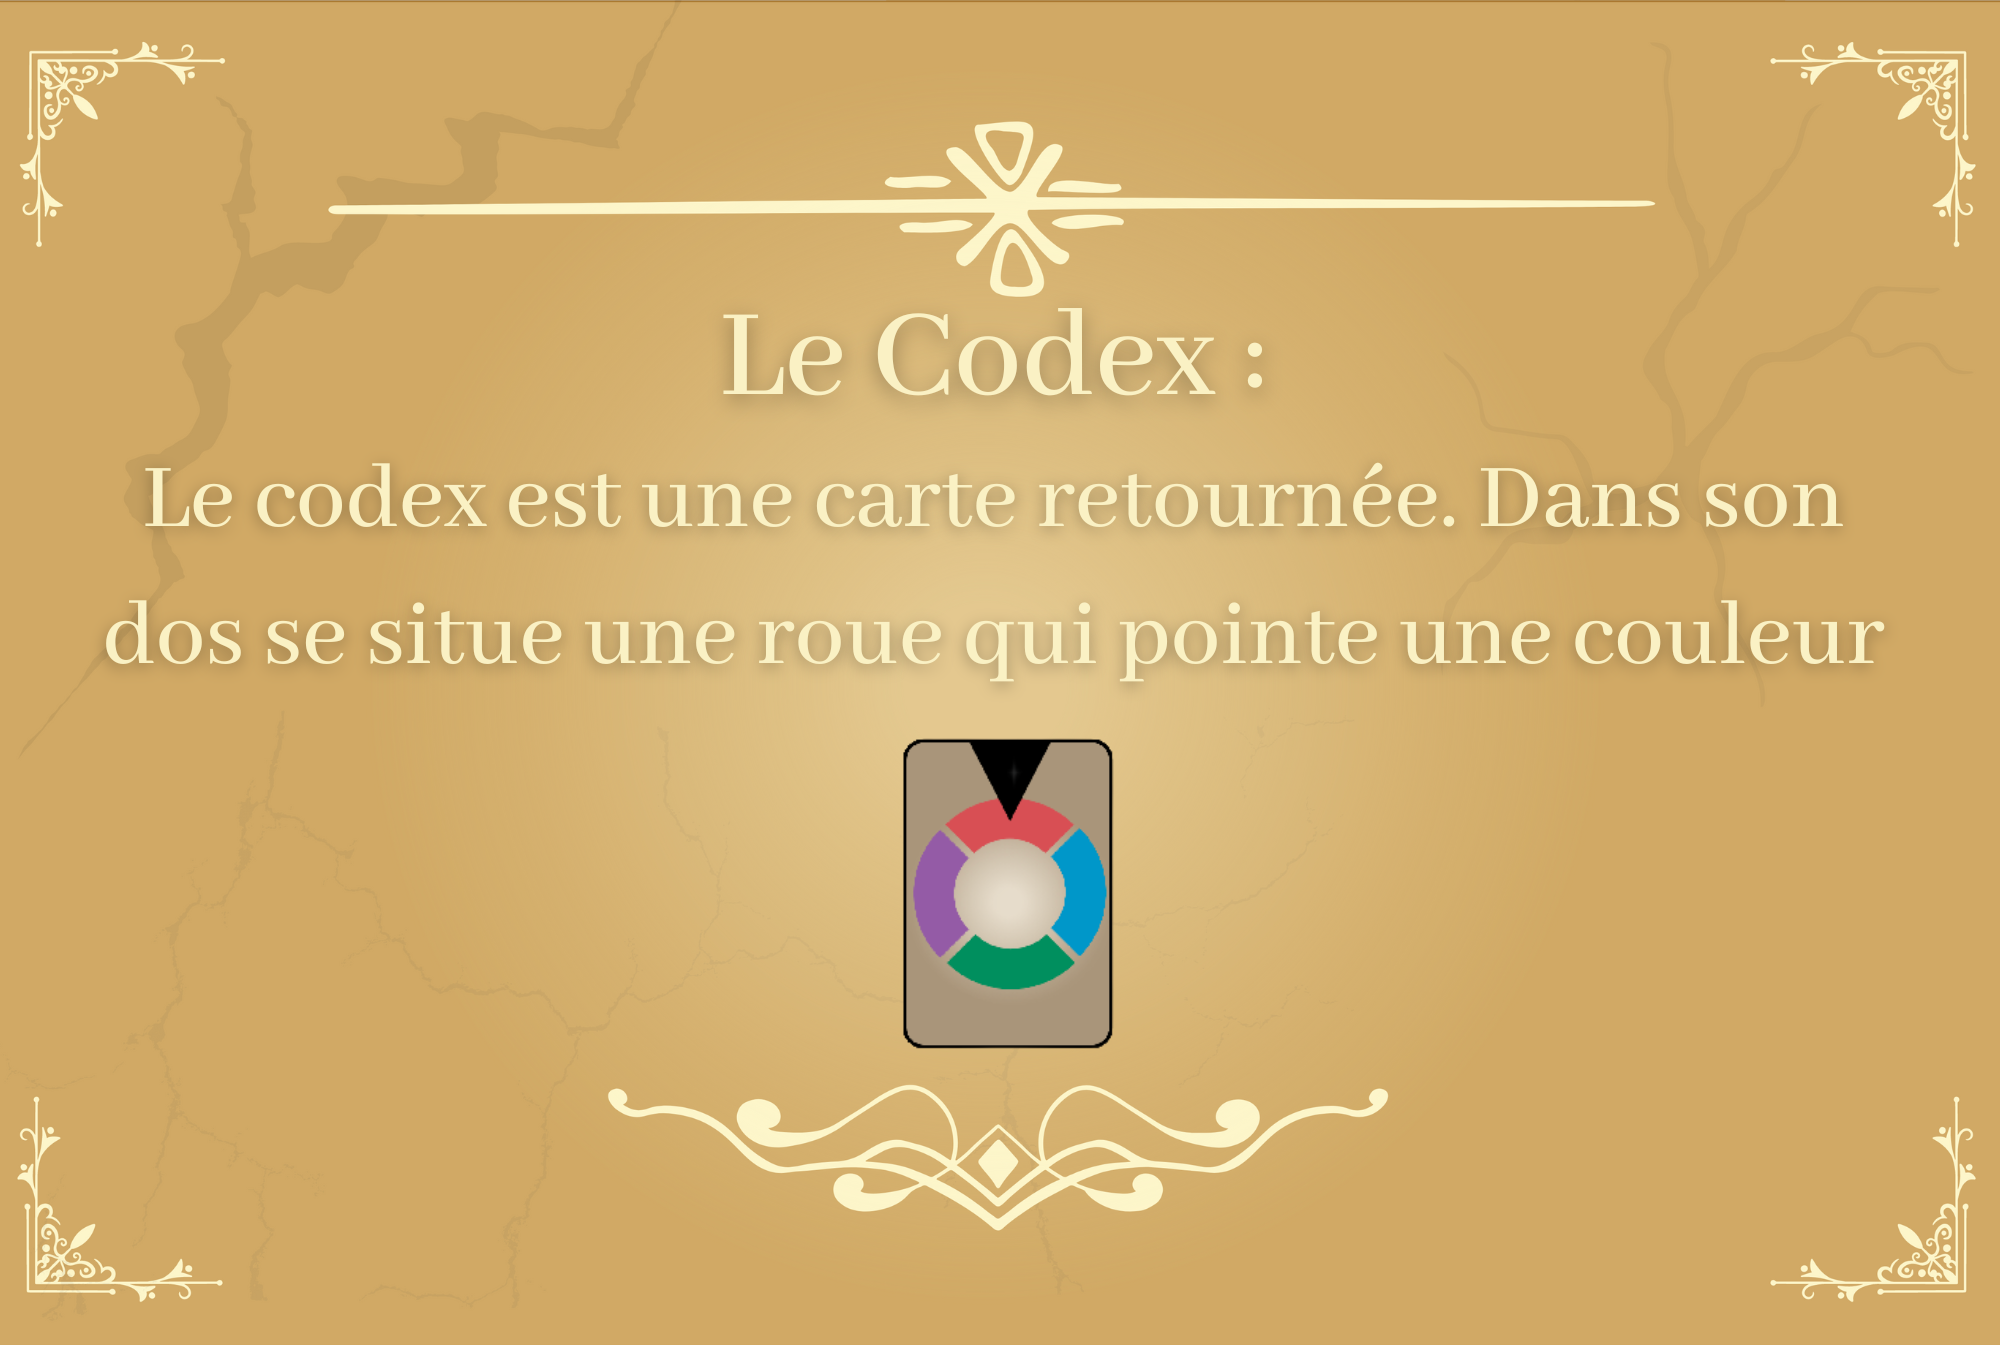 Le Codex :
Le codex est une carte retournée. Dans son
dos se situe une roue qui pointe une couleur